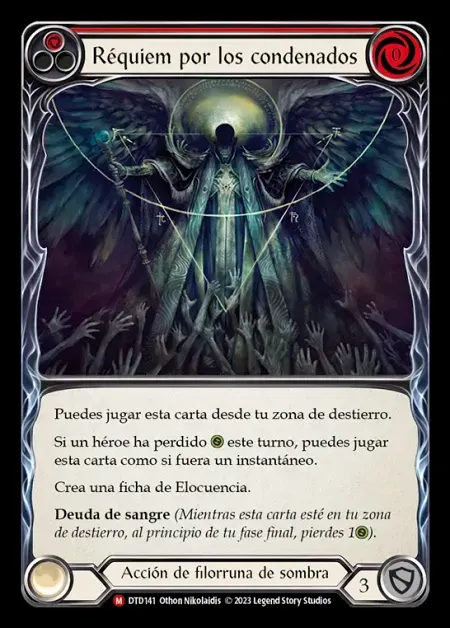 Réquiem por los condenados
0
Puedes jugar esta carta desde tu zona de destierro.
Si un héroe ha perdido este turno, puedes jugar
esta carta como si fuera un instantáneo.
Crea una ficha de Elocuencia.
Deuda de sangre (Mientras esta carta esté en tu zona
de destierro, al principio de tu fase final, pierdes 1).
Acción de filorruna de sombra
3
M DTD141 Othon Nikolaidis © 2023 Legend Story Studios